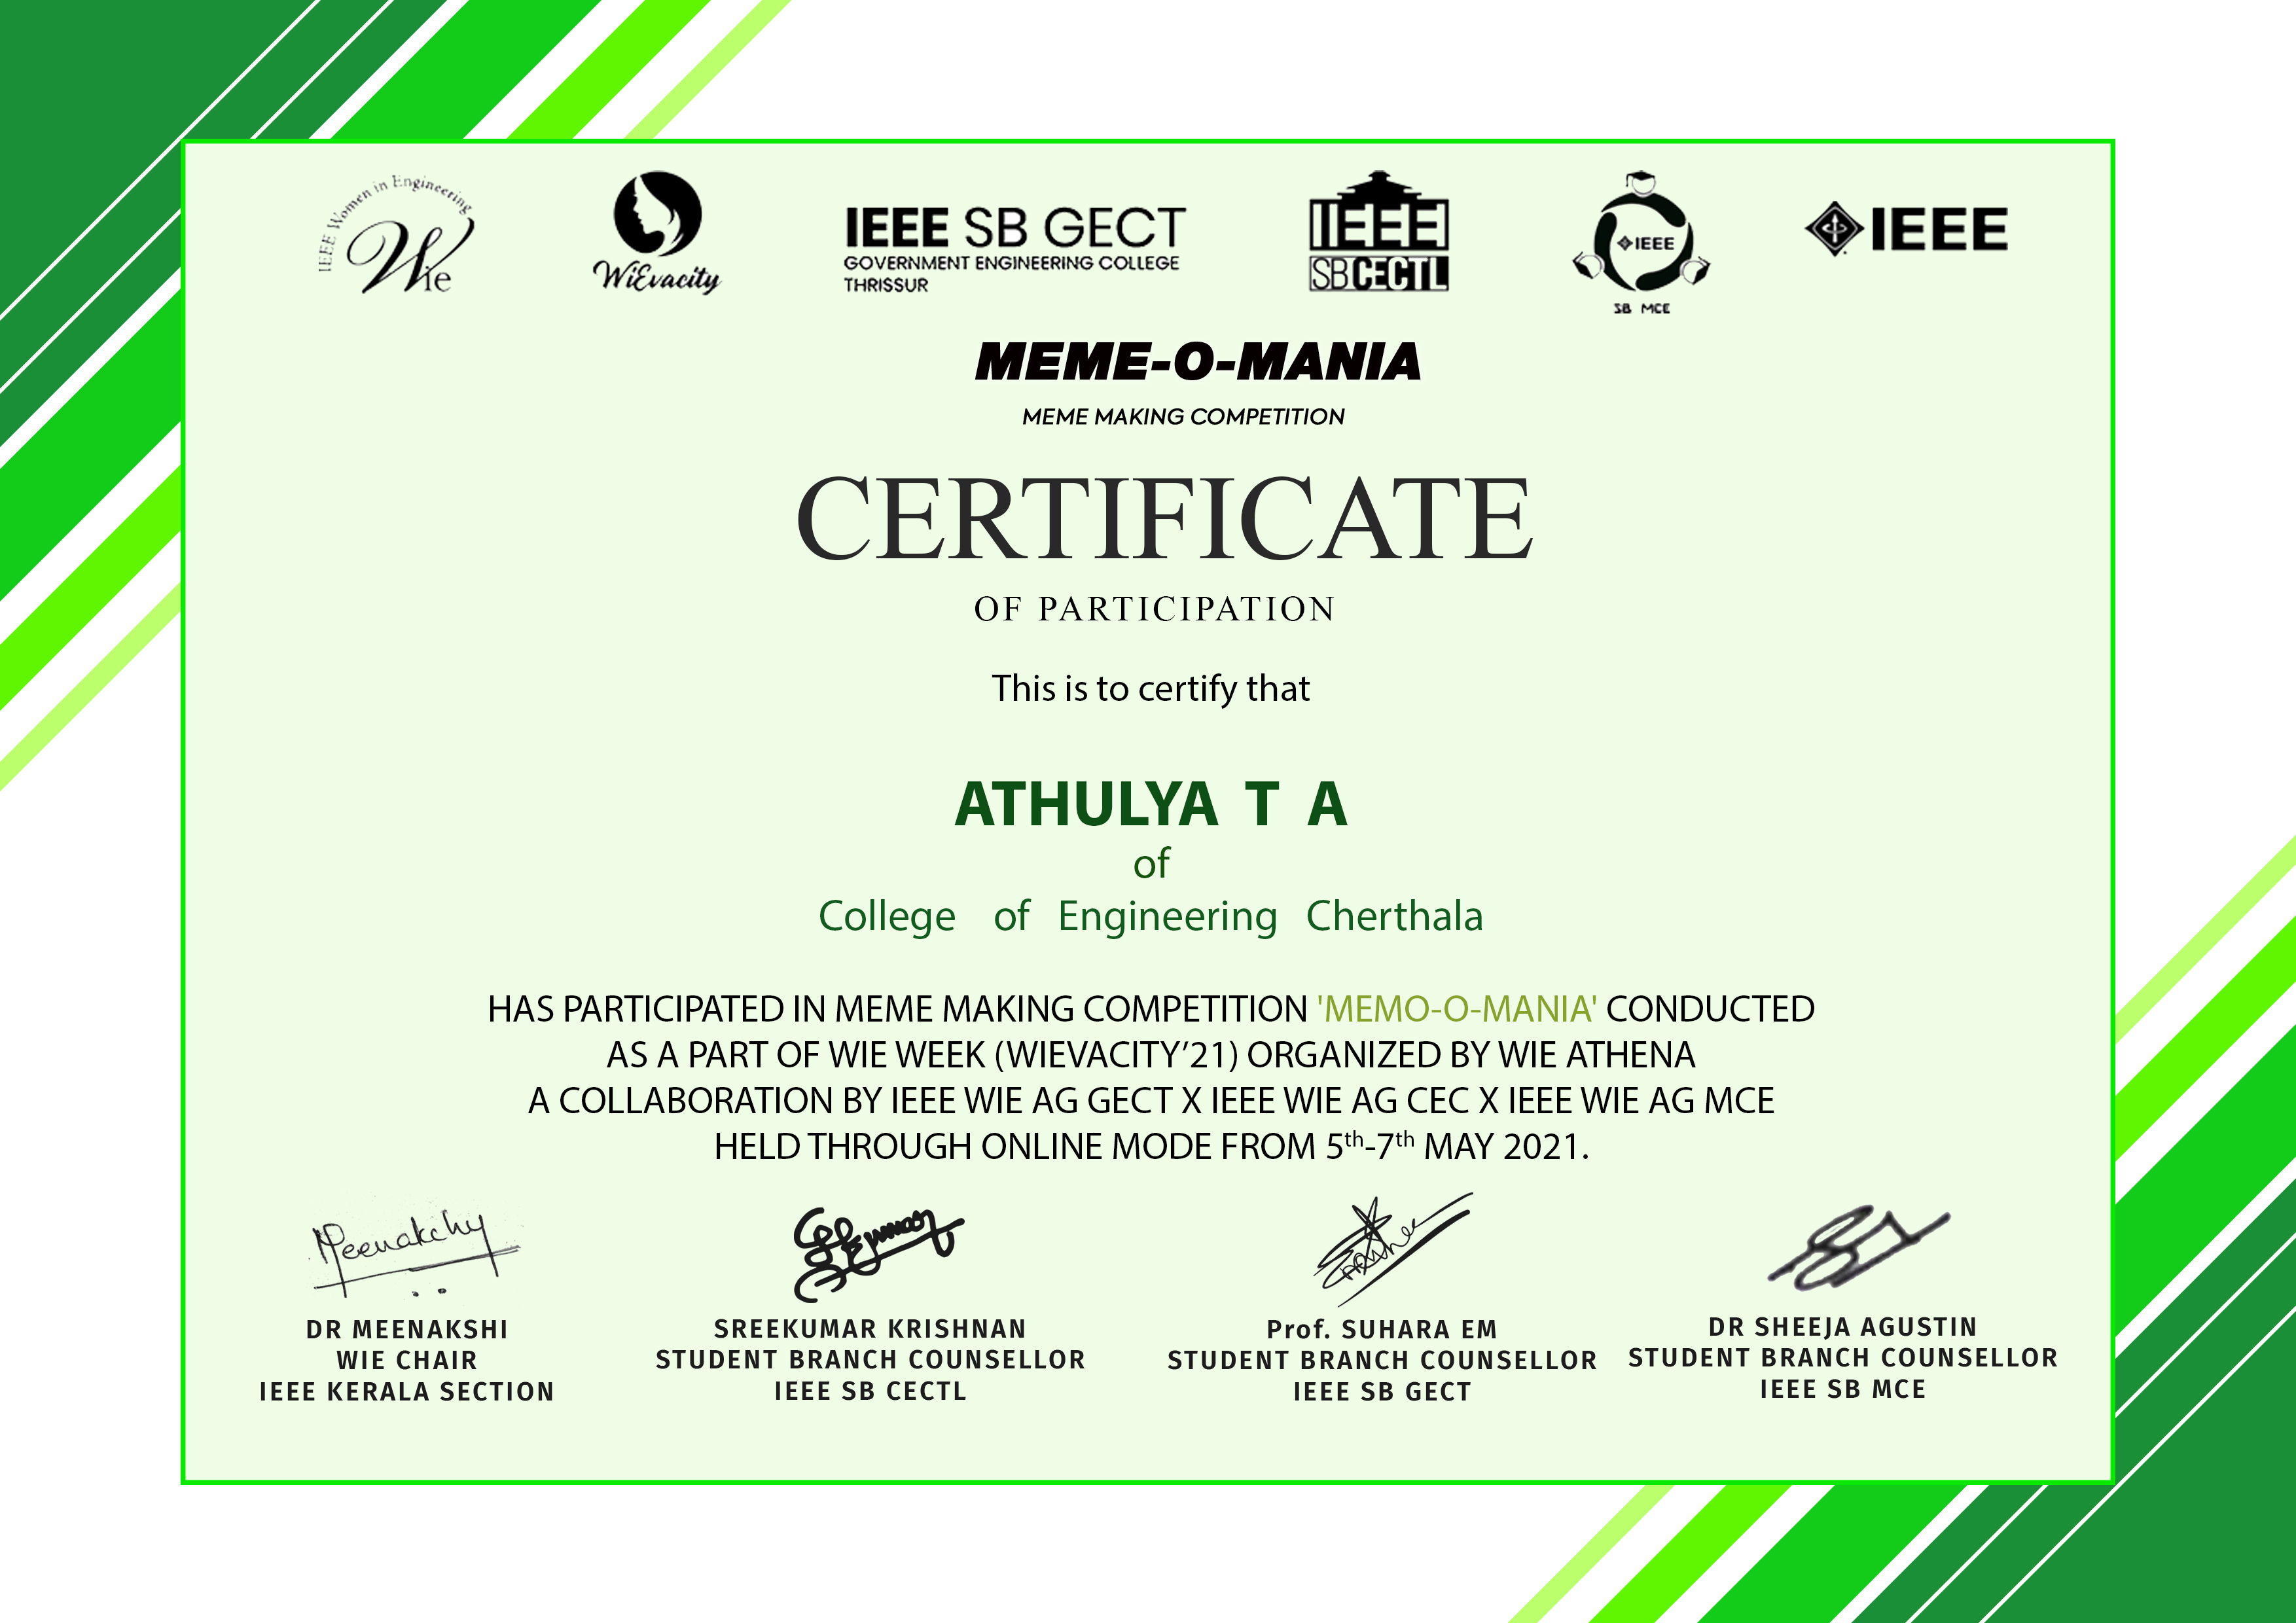 IEEE Women in Engineering
Wie
WiEvacity
IEEE SB GECT
GOVERNMENT ENGINEERING COLLEGE
THRISSUR
IEEE
SB CECTL
IEEE
SB MCE
IEEE
MEME-O-MANIA
MEME MAKING COMPETITION
CERTIFICATE
OF PARTICIPATION
This is to certify that
ATHULYA T A
of
College of Engineering Cherthala
HAS PARTICIPATED IN MEME MAKING COMPETITION 'MEMO-O-MANIA' CONDUCTED
AS A PART OF WIE WEEK (WIEVACITY’21) ORGANIZED BY WIE ATHENA
A COLLABORATION BY IEEE WIE AG GECT X IEEE WIE AG CEC X IEEE WIE AG MCE
HELD THROUGH ONLINE MODE FROM 5th-7th MAY 2021.
DR MEENAKSHI
WIE CHAIR
IEEE KERALA SECTION
SREEKUMAR KRISHNAN
STUDENT BRANCH COUNSELLOR
IEEE SB CECTL
Prof. SUHARA EM
STUDENT BRANCH COUNSELLOR
IEEE SB GECT
DR SHEEJA AGUSTIN
STUDENT BRANCH COUNSELLOR
IEEE SB MCE